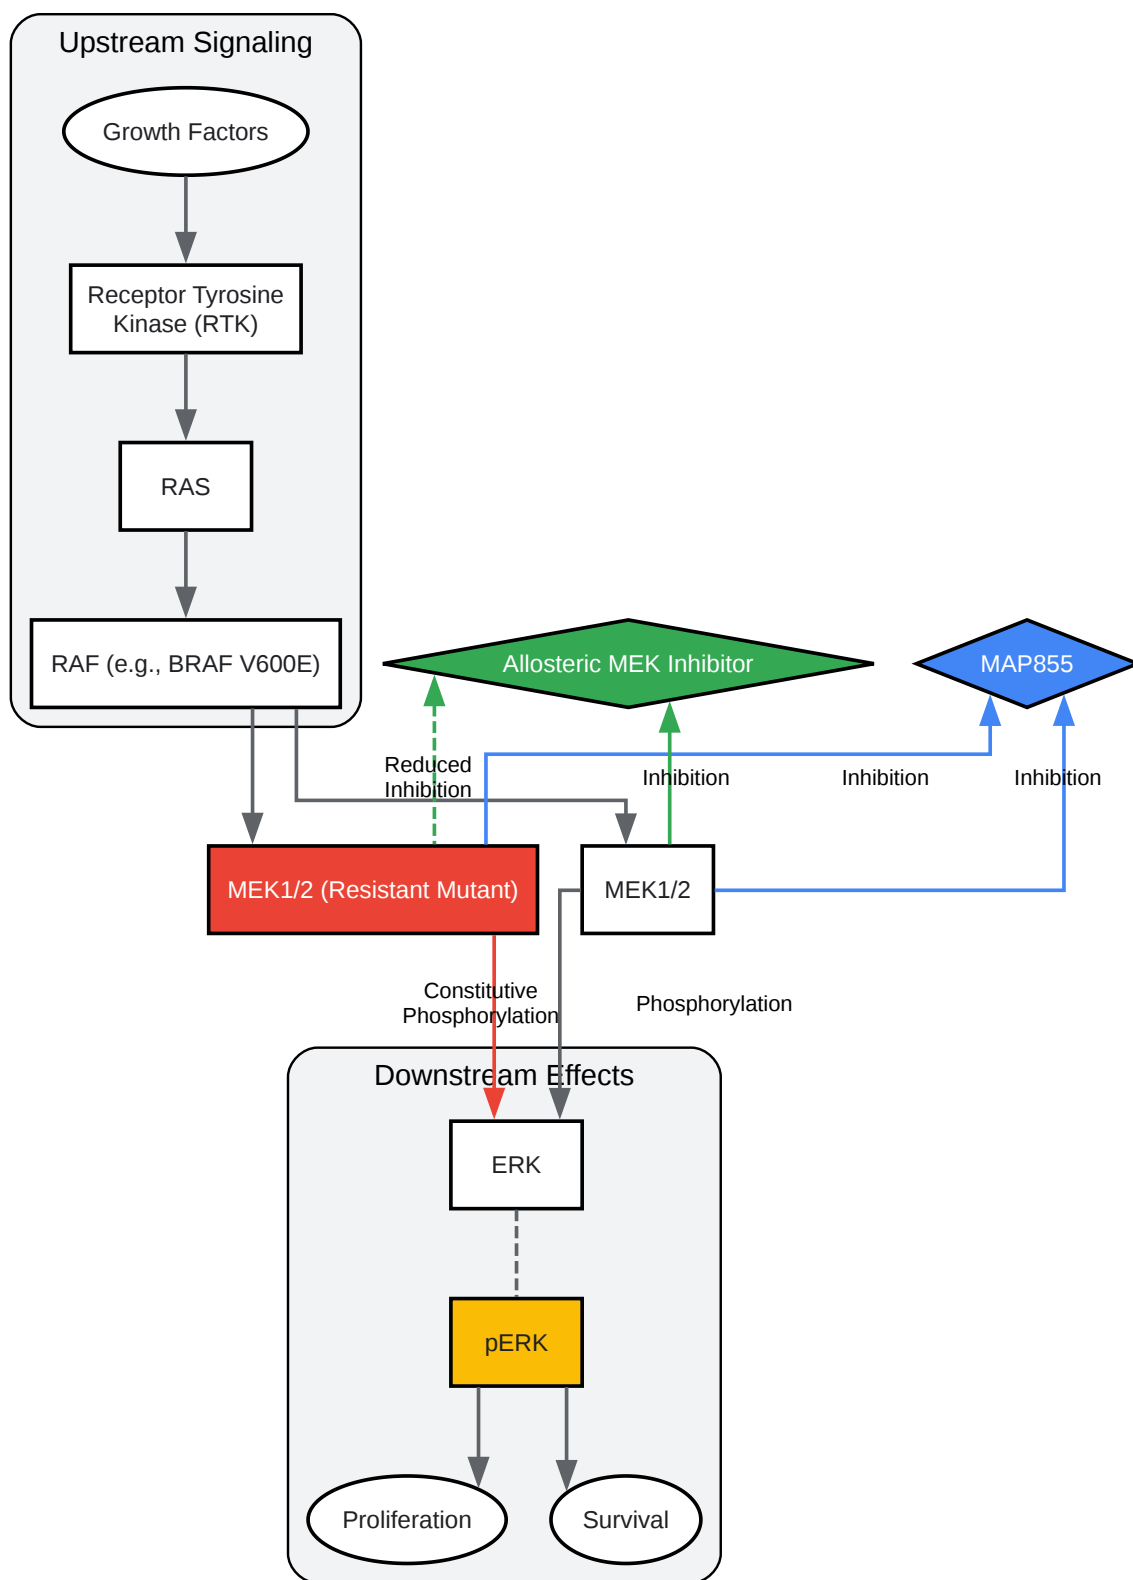 Upstream Signaling
Growth Factors
Receptor Tyrosine
Kinase (RTK)
RAS
RAF (e.g., BRAF V600E)
Allosteric MEK Inhibitor
MAP855
Reduced
Inhibition
Inhibition
Inhibition
Inhibition
MEK1/2 (Resistant Mutant)
MEK1/2
Constitutive
Phosphorylation
Phosphorylation
Downstream Effects
ERK
pERK
Proliferation
Survival